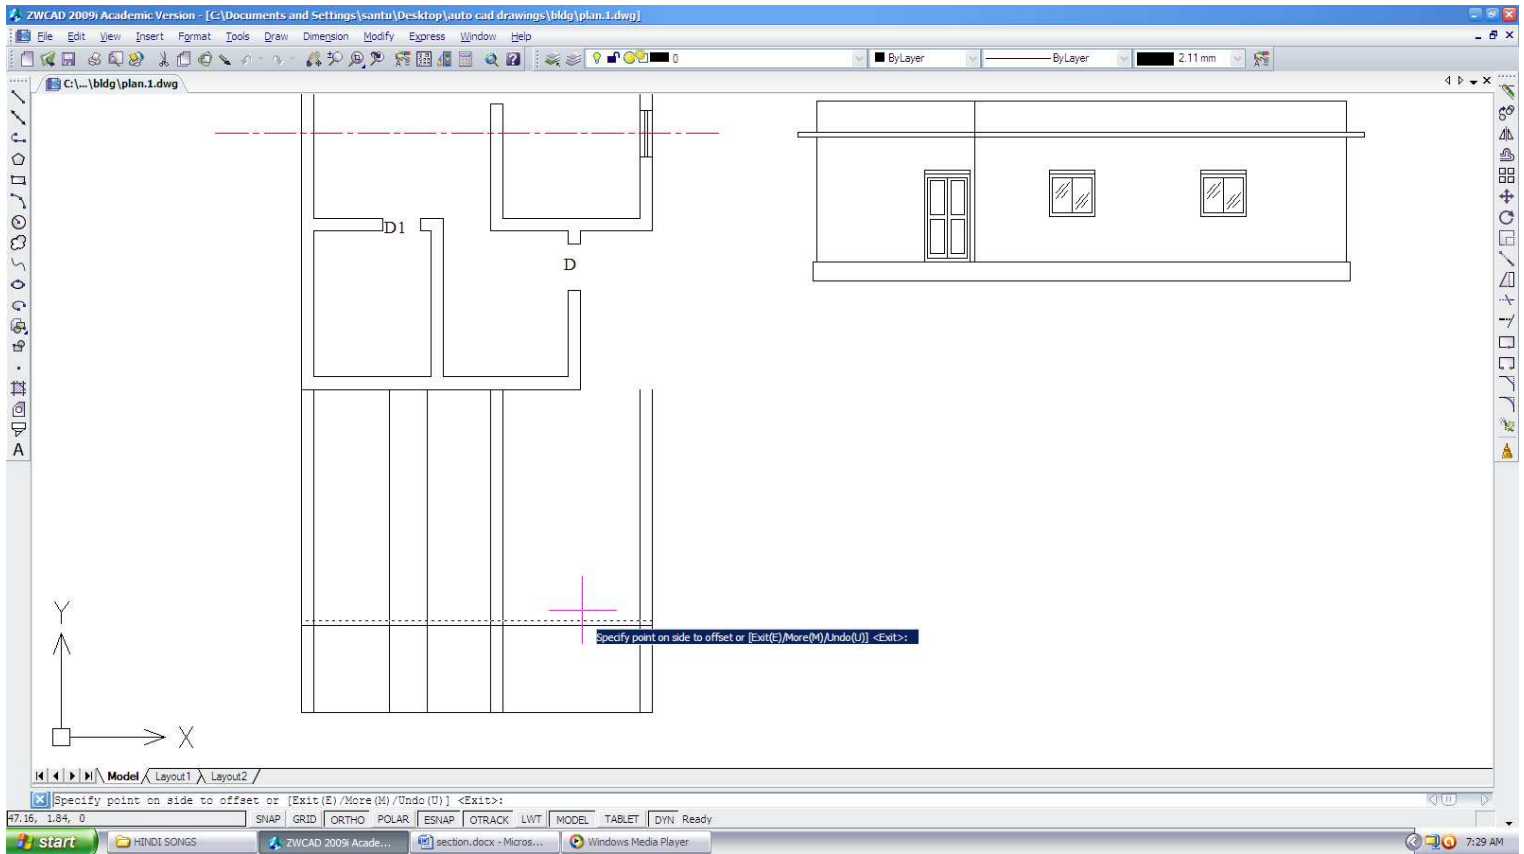 ZWCAD 2009i Academic Version - [C:\Documents and Settings\santu\Desktop\auto cad drawings\bldg\plan.1.dwg]
File Edit View Insert Format Tools Draw Dimension Modify Express Window Help
0 ByLayer ByLayer 2.11 mm
C:\...\bldg\plan.1.dwg
D1
D
Specify point on side to offset or [Exit(E)/More(M)/Undo(U)] <Exit>:
Y
X
Model Layout1 Layout2
Specify point on side to offset or [Exit(E)/More(M)/Undo(U)] <Exit>:
47.16, 1.84, 0 SNAP GRID ORTHO POLAR ESNAP OTRACK LWT MODEL TABLET DYN Ready
start HINDI SONGS ZWCAD 2009i Acade... section.docx - Micros... Windows Media Player 7:29 AM